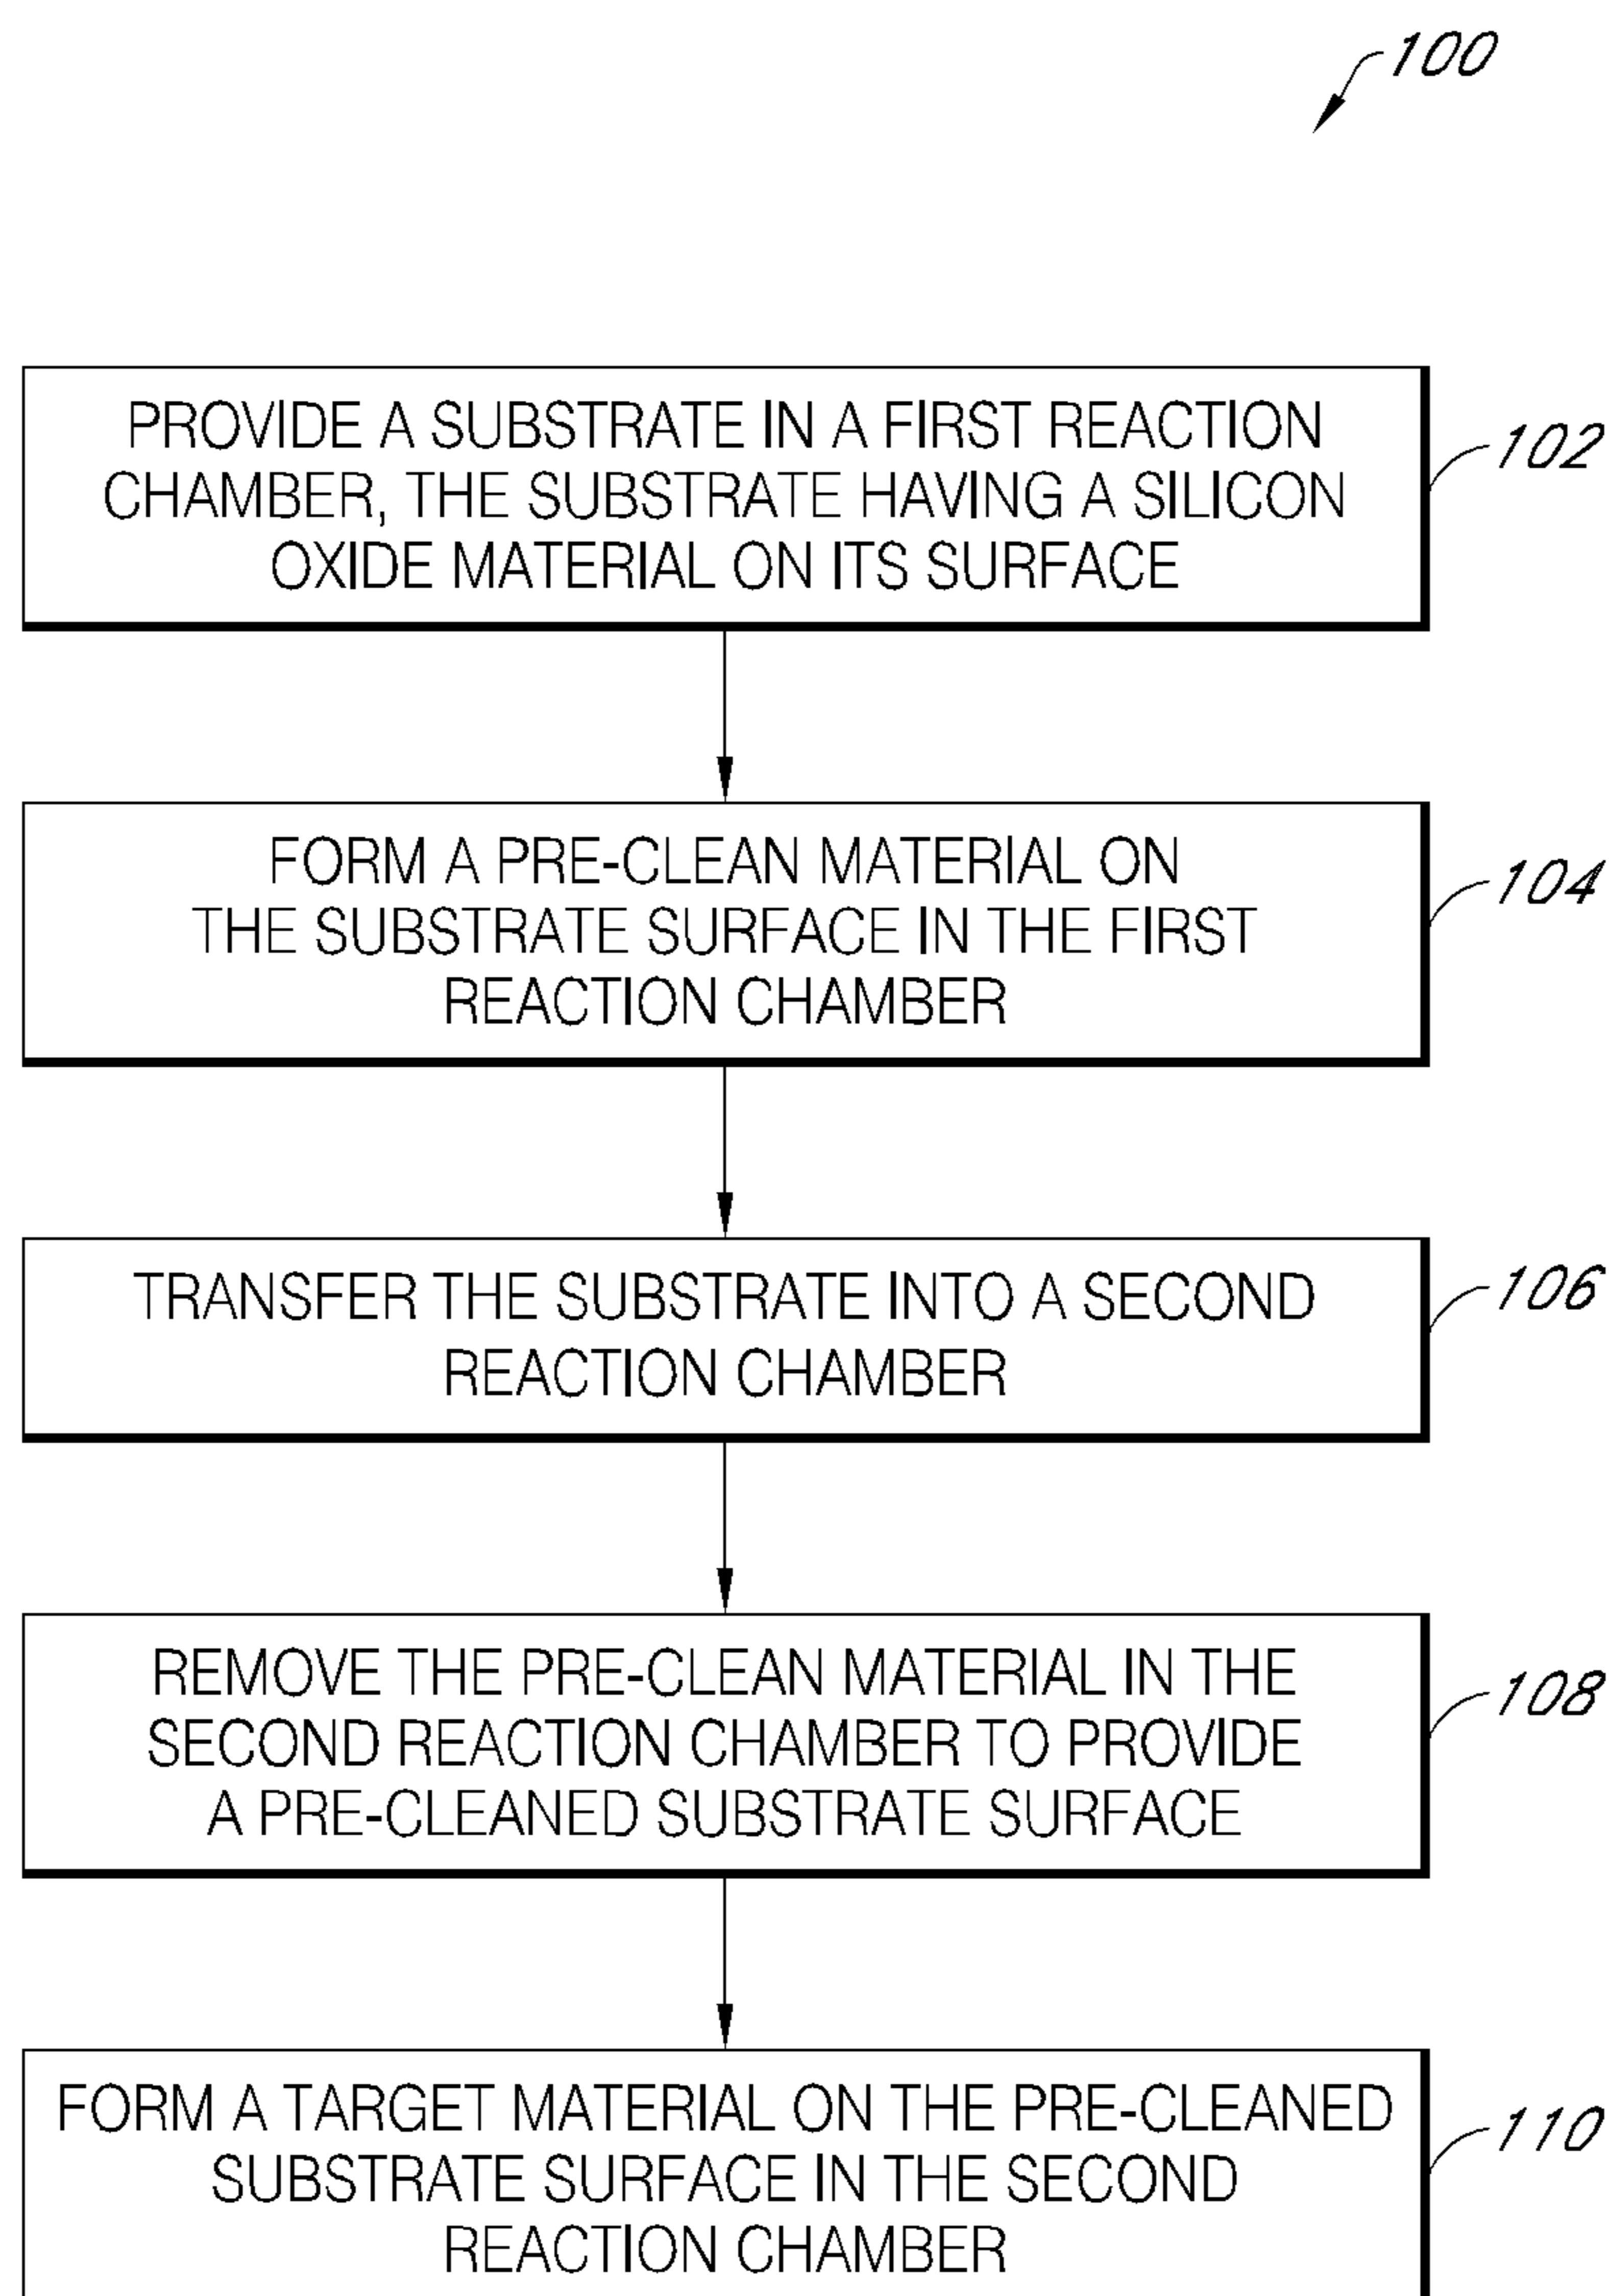 100
PROVIDE A SUBSTRATE IN A FIRST REACTION
CHAMBER, THE SUBSTRATE HAVING A SILICON
OXIDE MATERIAL ON ITS SURFACE
102
FORM A PRE-CLEAN MATERIAL ON
THE SUBSTRATE SURFACE IN THE FIRST
REACTION CHAMBER
104
TRANSFER THE SUBSTRATE INTO A SECOND
REACTION CHAMBER
106
REMOVE THE PRE-CLEAN MATERIAL IN THE
SECOND REACTION CHAMBER TO PROVIDE
A PRE-CLEANED SUBSTRATE SURFACE
108
FORM A TARGET MATERIAL ON THE PRE-CLEANED
SUBSTRATE SURFACE IN THE SECOND
REACTION CHAMBER
110